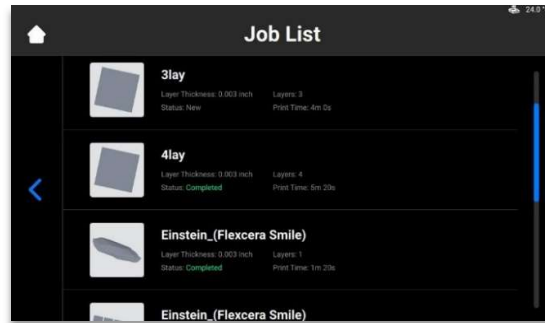 24.0°
Job List
3lay
Layer Thickness: 0.003 inch Layers: 3
Status: New Print Time: 4m 0s
4lay
Layer Thickness: 0.003 inch Layers: 4
Status: Completed Print Time: 5m 20s
Einstein_(Flexcera Smile)
Layer Thickness: 0.003 inch Layers: 1
Status: Completed Print Time: 1m 20s
Einstein_(Flexcera Smile)